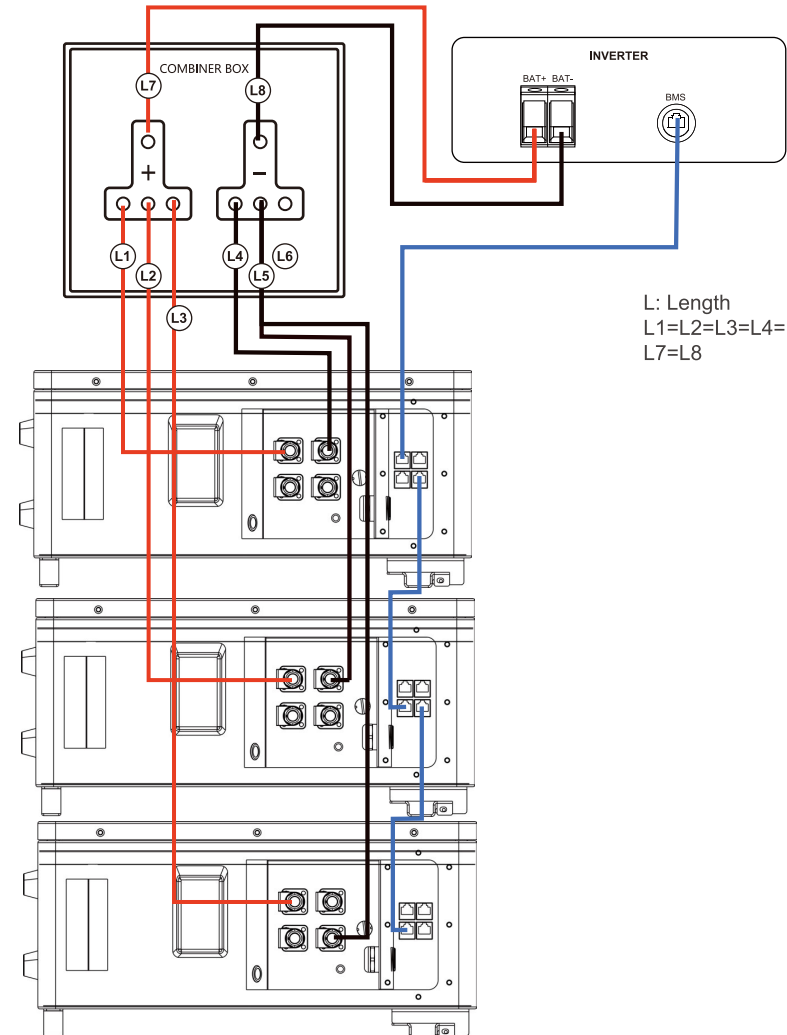 COMBINER BOX
L7
L8
+
−
L1
L2
L3
L4
L5
L6
INVERTER
BAT+ BAT-
BMS
L: Length
L1=L2=L3=L4=
L7=L8